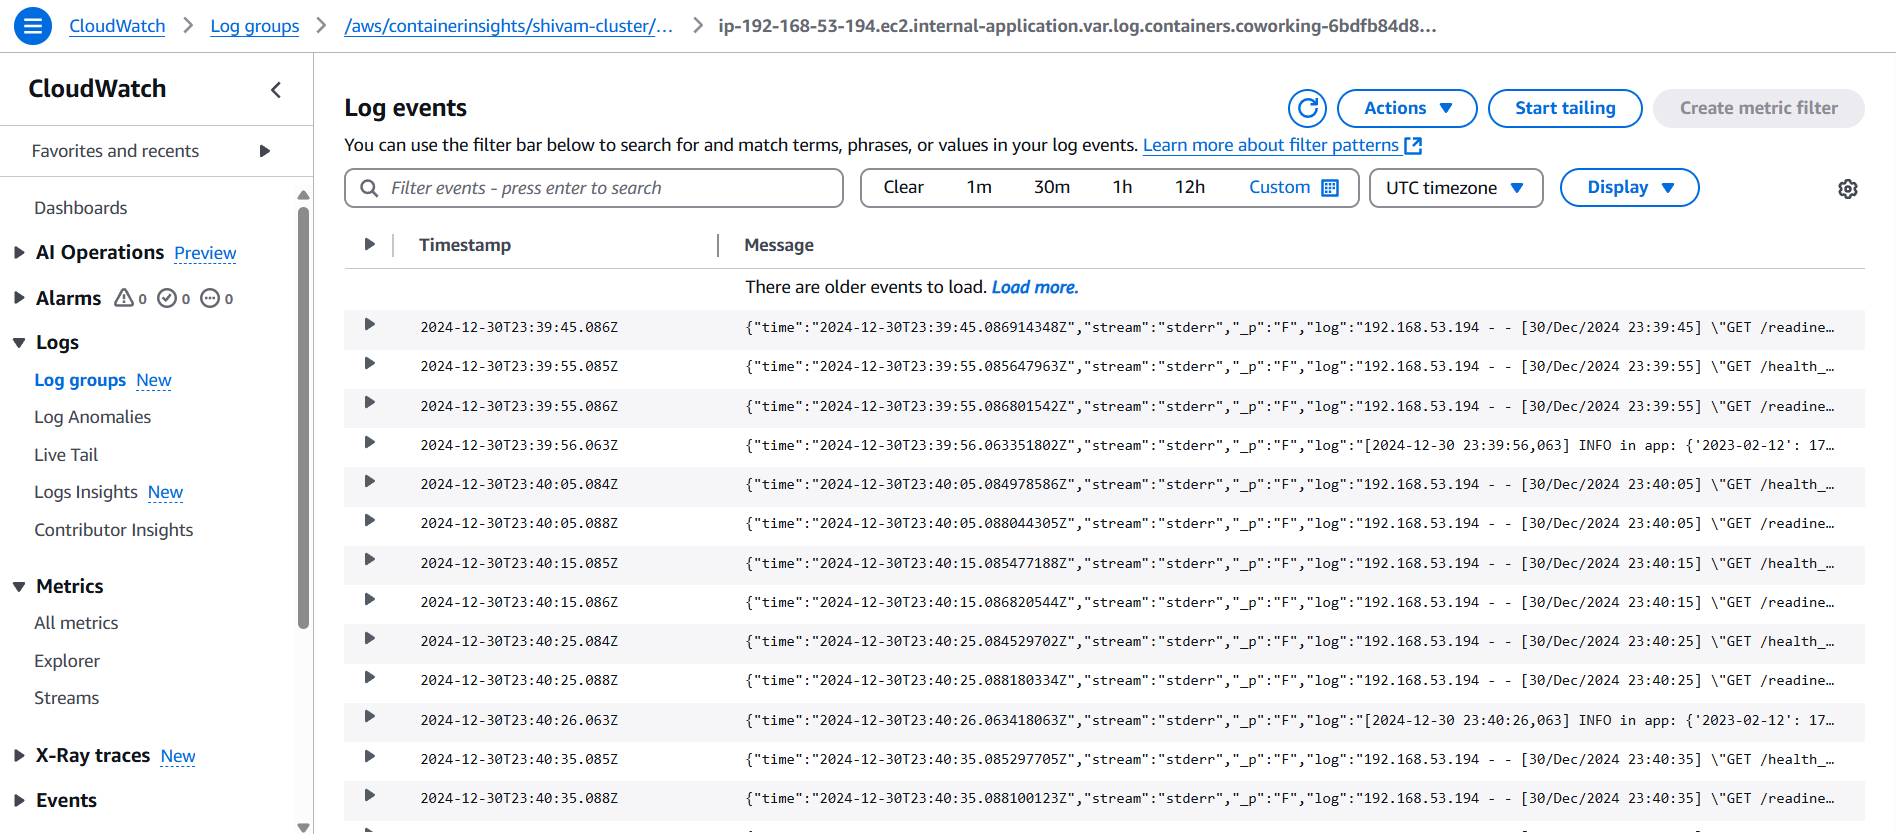 CloudWatch Log groups /aws/containerinsights/shivam-cluster/... ip-192-168-53-194.ec2.internal-application.var.log.containers.coworking-6bdfb84d8...
CloudWatch
Favorites and recents
Dashboards
AI Operations Preview
Alarms 0 0 0
Logs
Log groups New
Log Anomalies
Live Tail
Logs Insights New
Contributor Insights
Metrics
All metrics
Explorer
Streams
X-Ray traces New
Events
Log events
Actions Start tailing Create metric filter
You can use the filter bar below to search for and match terms, phrases, or values in your log events. Learn more about filter patterns
Filter events - press enter to search Clear 1m 30m 1h 12h Custom UTC timezone Display
Timestamp Message
There are older events to load. Load more.
2024-12-30T23:39:45.086Z {"time":"2024-12-30T23:39:45.086914348Z","stream":"stderr","_p":"F","log":"192.168.53.194 - - [30/Dec/2024 23:39:45] \"GET /readine...
2024-12-30T23:39:55.085Z {"time":"2024-12-30T23:39:55.085647963Z","stream":"stderr","_p":"F","log":"192.168.53.194 - - [30/Dec/2024 23:39:55] \"GET /health_...
2024-12-30T23:39:55.086Z {"time":"2024-12-30T23:39:55.086801542Z","stream":"stderr","_p":"F","log":"192.168.53.194 - - [30/Dec/2024 23:39:55] \"GET /readine...
2024-12-30T23:39:56.063Z {"time":"2024-12-30T23:39:56.063351802Z","stream":"stderr","_p":"F","log":"[2024-12-30 23:39:56,063] INFO in app: {'2023-02-12': 17...
2024-12-30T23:40:05.084Z {"time":"2024-12-30T23:40:05.084978586Z","stream":"stderr","_p":"F","log":"192.168.53.194 - - [30/Dec/2024 23:40:05] \"GET /health_...
2024-12-30T23:40:05.088Z {"time":"2024-12-30T23:40:05.088044305Z","stream":"stderr","_p":"F","log":"192.168.53.194 - - [30/Dec/2024 23:40:05] \"GET /readine...
2024-12-30T23:40:15.085Z {"time":"2024-12-30T23:40:15.085477188Z","stream":"stderr","_p":"F","log":"192.168.53.194 - - [30/Dec/2024 23:40:15] \"GET /health_...
2024-12-30T23:40:15.086Z {"time":"2024-12-30T23:40:15.086820544Z","stream":"stderr","_p":"F","log":"192.168.53.194 - - [30/Dec/2024 23:40:15] \"GET /readine...
2024-12-30T23:40:25.084Z {"time":"2024-12-30T23:40:25.084529702Z","stream":"stderr","_p":"F","log":"192.168.53.194 - - [30/Dec/2024 23:40:25] \"GET /health_...
2024-12-30T23:40:25.088Z {"time":"2024-12-30T23:40:25.088180334Z","stream":"stderr","_p":"F","log":"192.168.53.194 - - [30/Dec/2024 23:40:25] \"GET /readine...
2024-12-30T23:40:26.063Z {"time":"2024-12-30T23:40:26.063418063Z","stream":"stderr","_p":"F","log":"[2024-12-30 23:40:26,063] INFO in app: {'2023-02-12': 17...
2024-12-30T23:40:35.085Z {"time":"2024-12-30T23:40:35.085297705Z","stream":"stderr","_p":"F","log":"192.168.53.194 - - [30/Dec/2024 23:40:35] \"GET /health_...
2024-12-30T23:40:35.088Z {"time":"2024-12-30T23:40:35.088100123Z","stream":"stderr","_p":"F","log":"192.168.53.194 - - [30/Dec/2024 23:40:35] \"GET /readine...